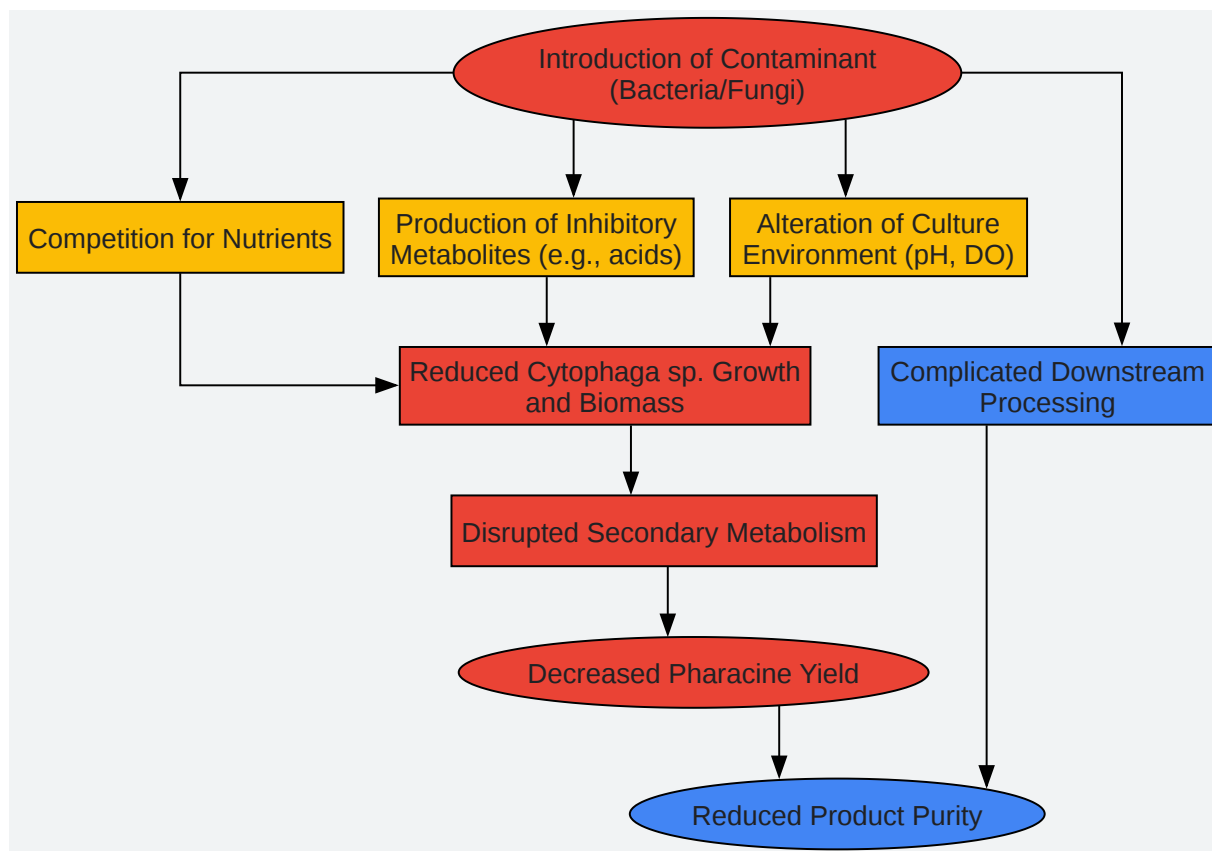 Introduction of Contaminant
(Bacteria/Fungi)
Competition for Nutrients
Production of Inhibitory
Metabolites (e.g., acids)
Alteration of Culture
Environment (pH, DO)
Reduced Cytophaga sp. Growth
and Biomass
Complicated Downstream
Processing
Disrupted Secondary Metabolism
Decreased Pharacine Yield
Reduced Product Purity